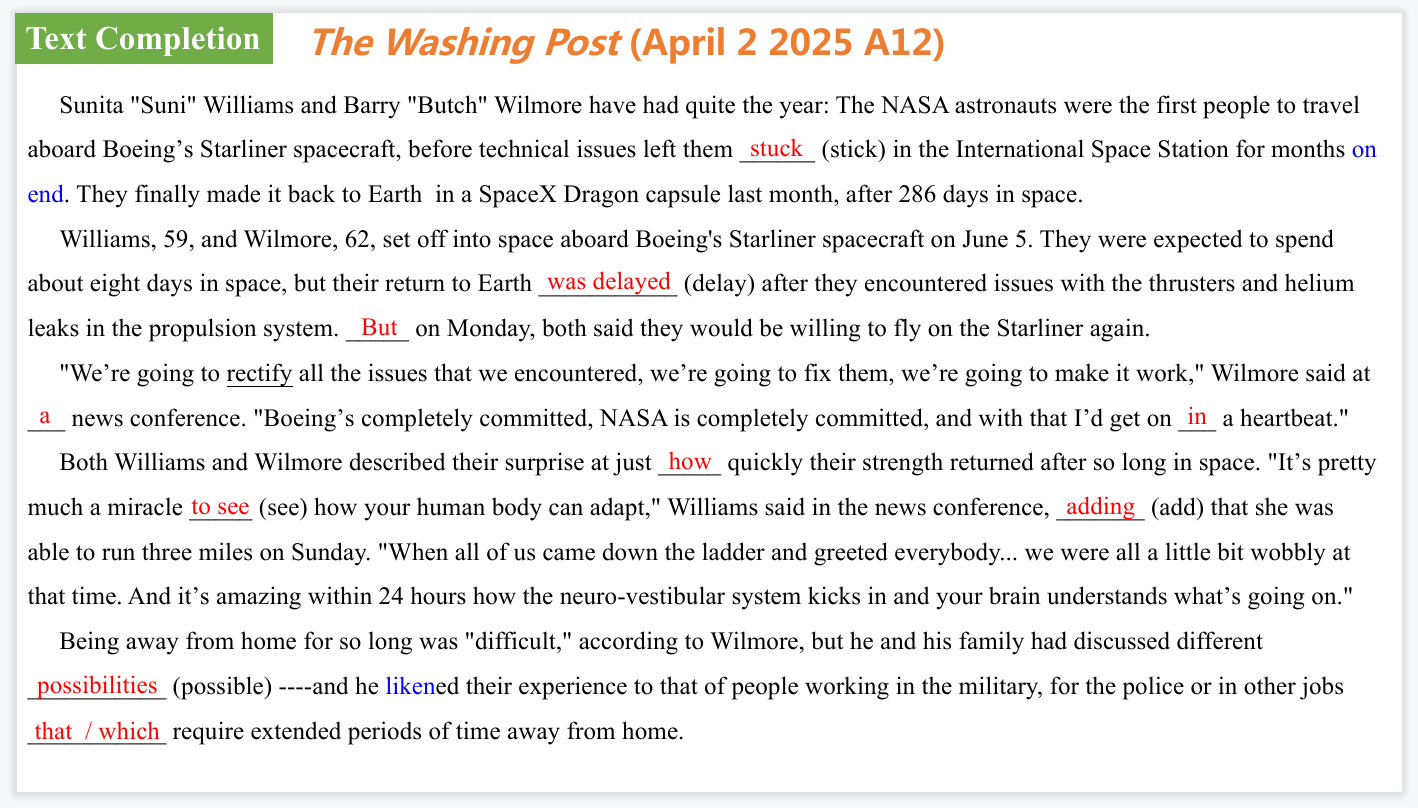 Text Completion The Washing Post (April 2 2025 A12)
Sunita "Suni" Williams and Barry "Butch" Wilmore have had quite the year: The NASA astronauts were the first people to travel
aboard Boeing’s Starliner spacecraft, before technical issues left them stuck (stick) in the International Space Station for months on
end. They finally made it back to Earth in a SpaceX Dragon capsule last month, after 286 days in space.
Williams, 59, and Wilmore, 62, set off into space aboard Boeing's Starliner spacecraft on June 5. They were expected to spend
about eight days in space, but their return to Earth was delayed (delay) after they encountered issues with the thrusters and helium
leaks in the propulsion system. But on Monday, both said they would be willing to fly on the Starliner again.
"We’re going to rectify all the issues that we encountered, we’re going to fix them, we’re going to make it work," Wilmore said at
a news conference. "Boeing’s completely committed, NASA is completely committed, and with that I’d get on in a heartbeat."
Both Williams and Wilmore described their surprise at just how quickly their strength returned after so long in space. "It’s pretty
much a miracle to see (see) how your human body can adapt," Williams said in the news conference, adding (add) that she was
able to run three miles on Sunday. "When all of us came down the ladder and greeted everybody... we were all a little bit wobbly at
that time. And it’s amazing within 24 hours how the neuro-vestibular system kicks in and your brain understands what’s going on."
Being away from home for so long was "difficult," according to Wilmore, but he and his family had discussed different
possibilities (possible) ----and he likened their experience to that of people working in the military, for the police or in other jobs
that / which require extended periods of time away from home.